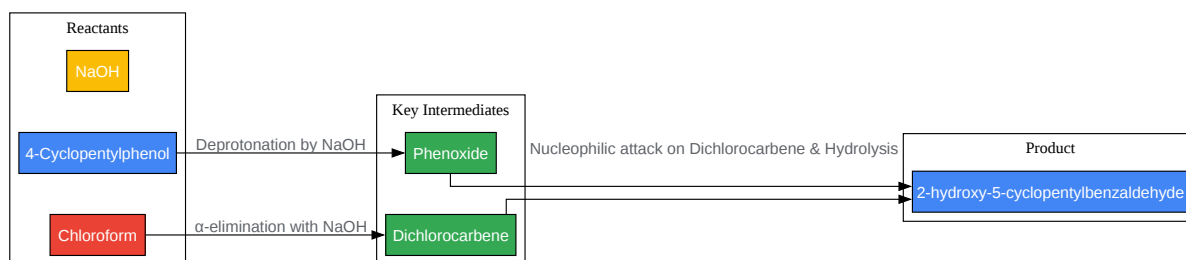 Reactants
NaOH
4-Cyclopentylphenol
Chloroform
Deprotonation by NaOH
α-elimination with NaOH
Key Intermediates
Phenoxide
Dichlorocarbene
Nucleophilic attack on Dichlorocarbene & Hydrolysis
Product
2-hydroxy-5-cyclopentylbenzaldehyde